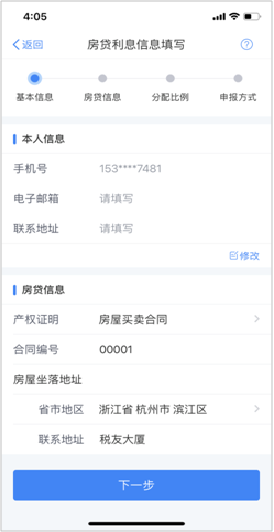 4:05
返回
房贷利息信息填写
基本信息 房贷信息 分配比例 申报方式
本人信息
手机号 153****7481
电子邮箱 请填写
联系地址 请填写
修改
房贷信息
产权证明 房屋买卖合同
合同编号 00001
房屋坐落地址
省市地区 浙江省 杭州市 滨江区
联系地址 税友大厦
下一步